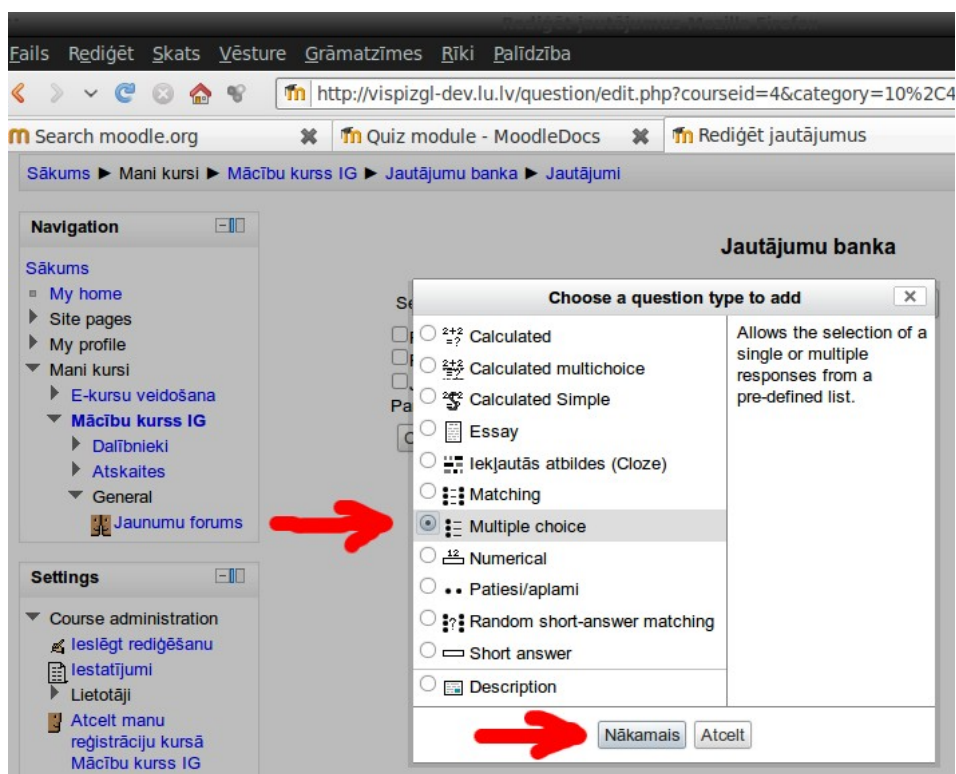 Rediģēt jautājumus-Mozilla Firefox
Fails Rediģēt Skats Vēsture Grāmatzīmes Rīki Palīdzība
http://vispizgl-dev.lu.lv/question/edit.php?courseid=4&category=10%2C4
Search moodle.org
Quiz module - MoodleDocs
Rediģēt jautājumus
Sākums ► Mani kursi ► Mācību kurss IG ► Jautājumu banka ► Jautājumi
Navigation
Sākums
My home
Site pages
My profile
Mani kursi
E-kursu veidošana
Mācību kurss IG
Dalībnieki
Atskaites
General
Jaunumu forums
Settings
Course administration
Ieslēgt rediģēšanu
Iestatījumi
Lietotāji
Atcelt manu
reģistrāciju kursā
Mācību kurss IG
Jautājumu banka
Choose a question type to add
Calculated
Calculated multichoice
Calculated Simple
Essay
Iekļautās atbildes (Cloze)
Matching
Multiple choice
Numerical
Patiesi/aplami
Random short-answer matching
Short answer
Description
Allows the selection of a
single or multiple
responses from a
pre-defined list.
Nākamais Atcelt